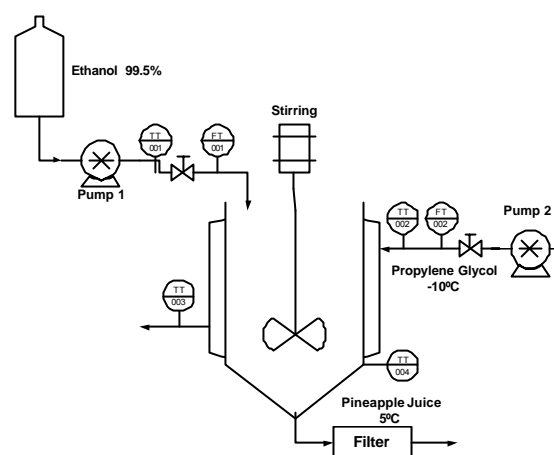 Ethanol 99.5%
Stirring
TT
001
FT
001
Pump 1
TT
002
FT
002
Pump 2
Propylene Glycol
-10ºC
TT
003
TT
004
Pineapple Juice
5ºC
Filter